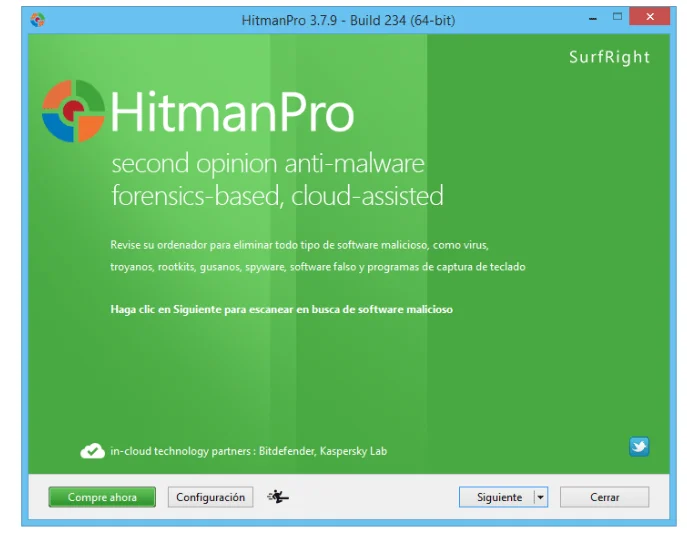 HitmanPro 3.7.9 - Build 234 (64-bit)
SurfRight
HitmanPro
second opinion anti-malware
forensics-based, cloud-assisted
Revise su ordenador para eliminar todo tipo de software malicioso, como virus,
troyanos, rootkits, gusanos, spyware, software falso y programas de captura de teclado
Haga clic en Siguiente para escanear en busca de software malicioso
in-cloud technology partners : Bitdefender, Kaspersky Lab
Compre ahora Configuración Siguiente Cerrar